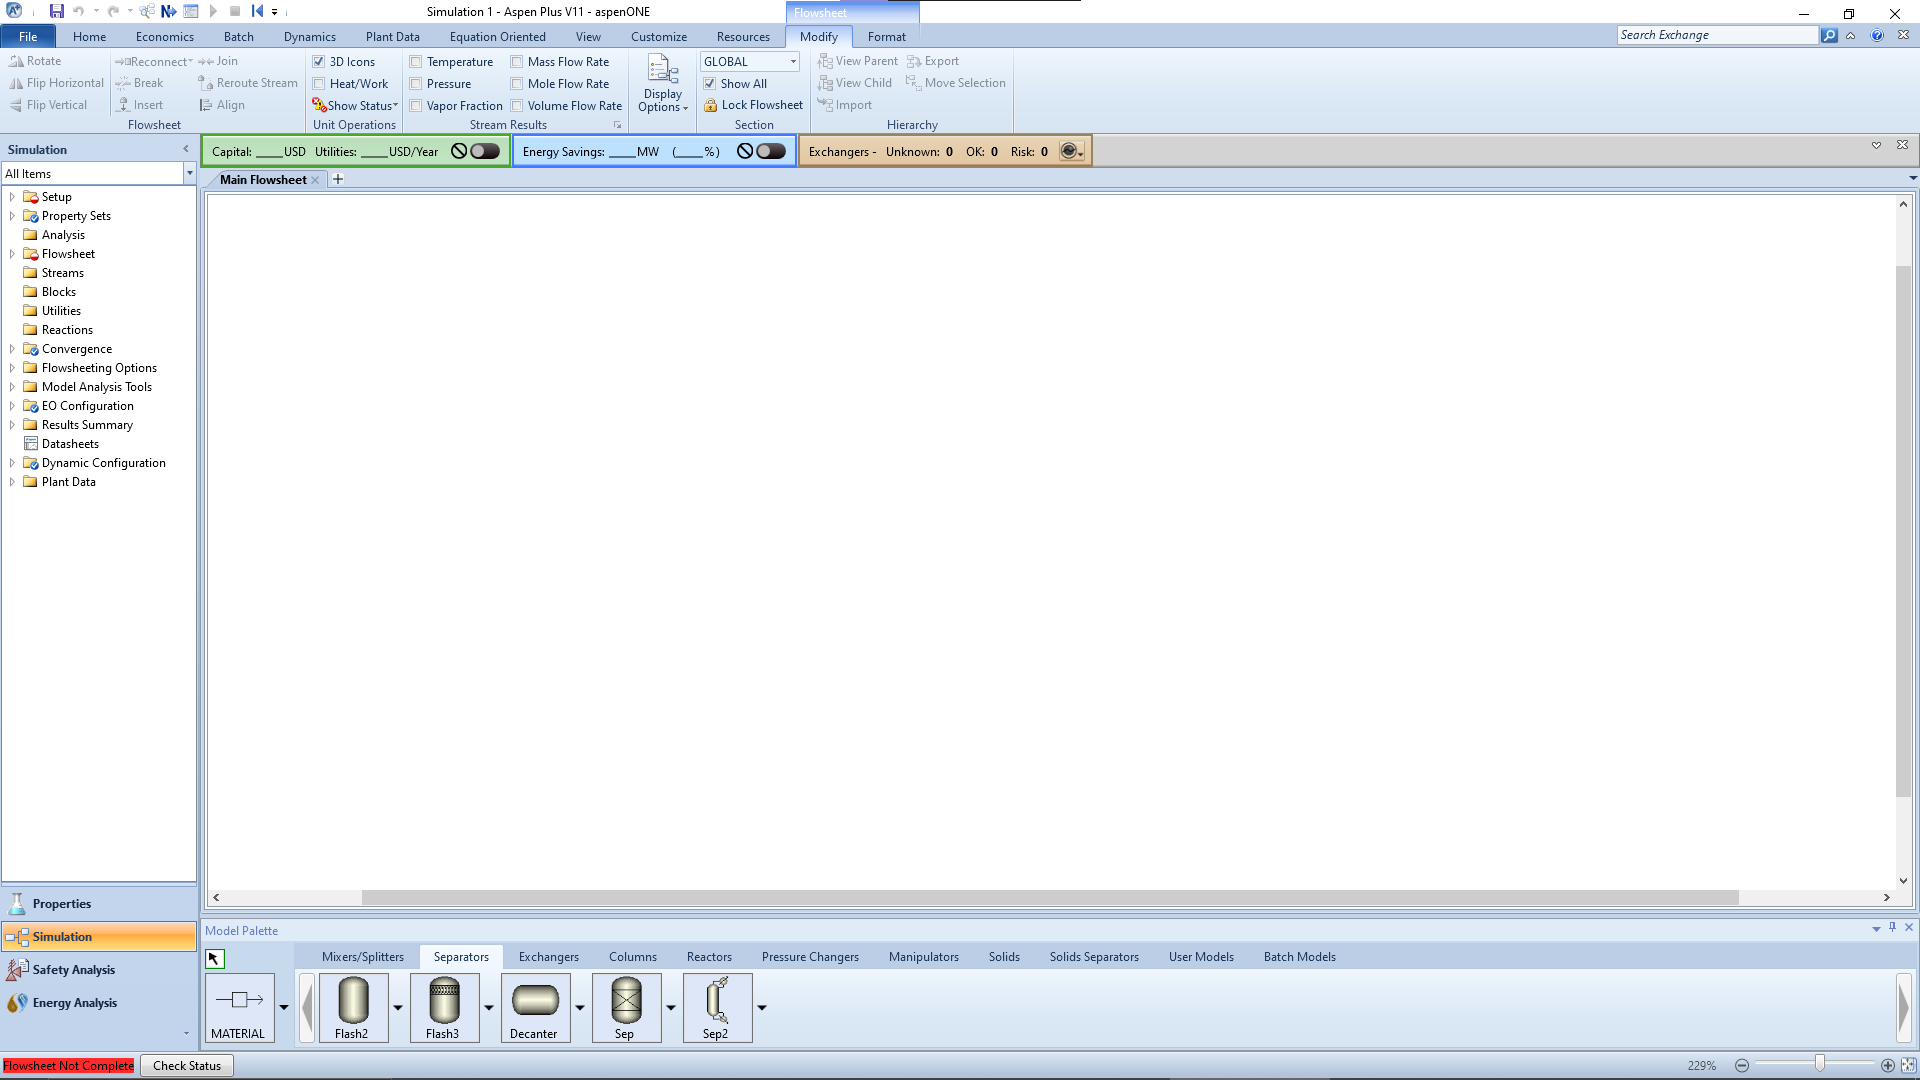 Simulation 1 - Aspen Plus V11 - aspenONE
Flowsheet
File Home Economics Batch Dynamics Plant Data Equation Oriented View Customize Resources Modify Format Search Exchange
Rotate Reconnect Join 3D Icons Temperature Mass Flow Rate GLOBAL View Parent Export
Flip Horizontal Break Reroute Stream Heat/Work Pressure Mole Flow Rate Show All View Child Move Selection
Flip Vertical Insert Align Show Status Vapor Fraction Volume Flow Rate Display Options Lock Flowsheet Import
Flowsheet Unit Operations Stream Results Section Hierarchy
Simulation
Capital: ____USD Utilities: ____USD/Year Energy Savings: ____MW (____%) Exchangers - Unknown: 0 OK: 0 Risk: 0
All Items
Main Flowsheet
Setup
Property Sets
Analysis
Flowsheet
Streams
Blocks
Utilities
Reactions
Convergence
Flowsheeting Options
Model Analysis Tools
EO Configuration
Results Summary
Datasheets
Dynamic Configuration
Plant Data
Properties
Simulation
Safety Analysis
Energy Analysis
Model Palette
Mixers/Splitters Separators Exchangers Columns Reactors Pressure Changers Manipulators Solids Solids Separators User Models Batch Models
MATERIAL Flash2 Flash3 Decanter Sep Sep2
Flowsheet Not Complete Check Status 229%